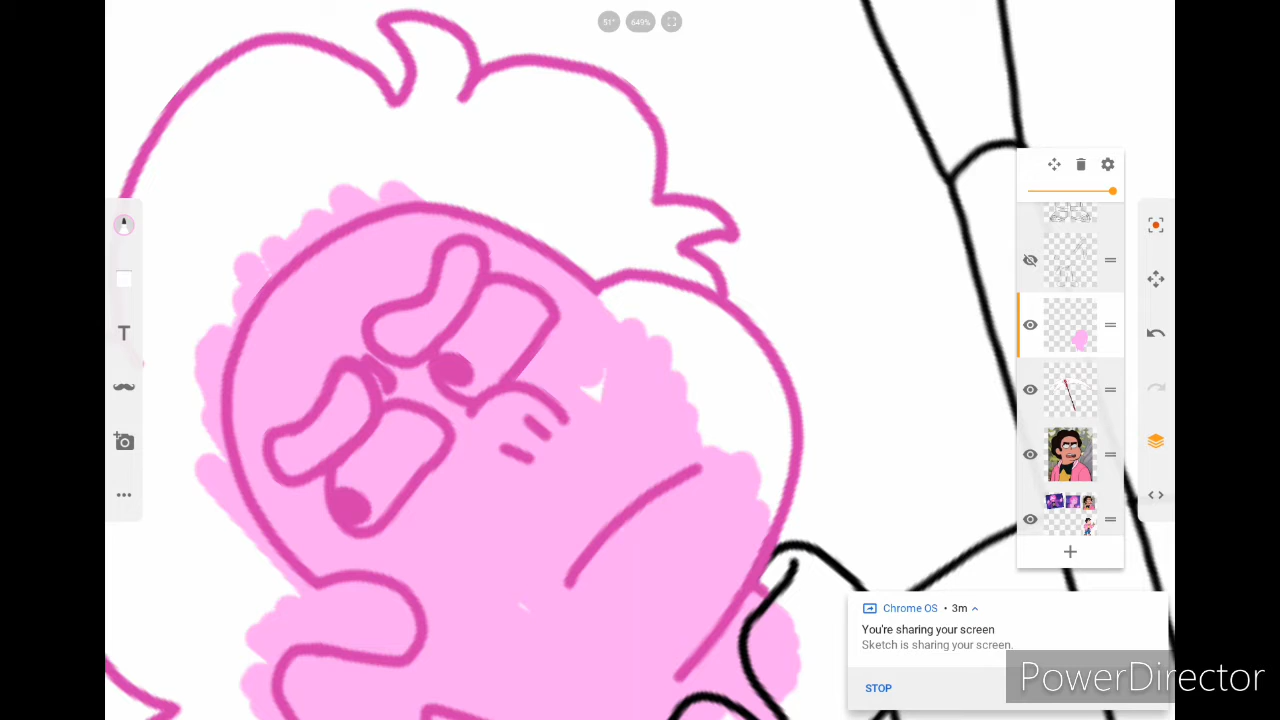 51° 649%
T
Chrome OS • 3m
You're sharing your screen
Sketch is sharing your screen.
STOP
PowerDirector